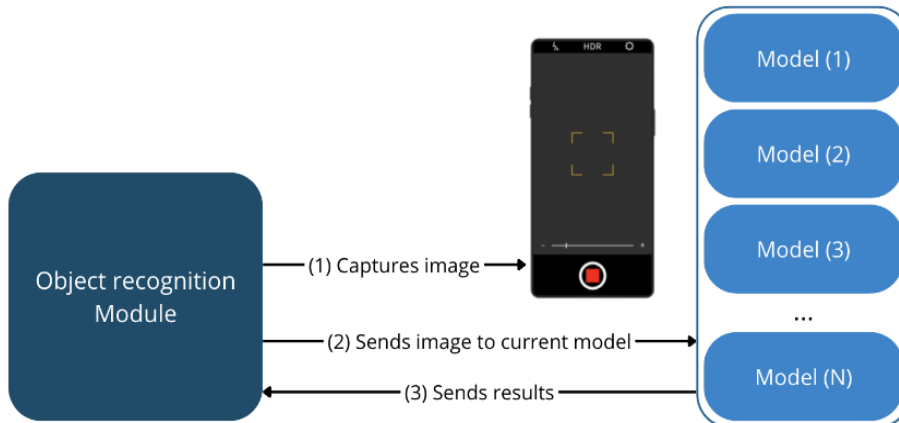 HDR
Model (1)
Model (2)
Model (3)
...
Model (N)
Object recognition
Module
(1) Captures image
(2) Sends image to current model
(3) Sends results